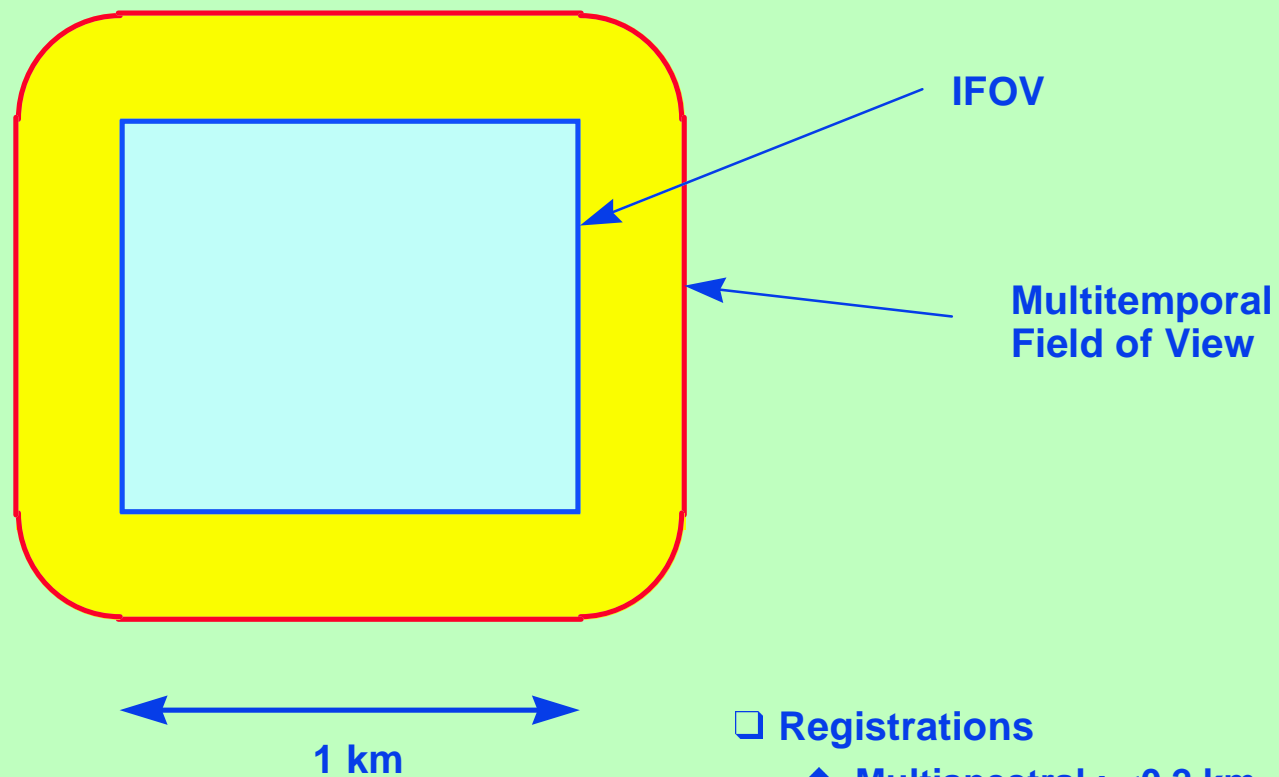 IFOV
Multitemporal
Field of View
1 km
❑ Registrations